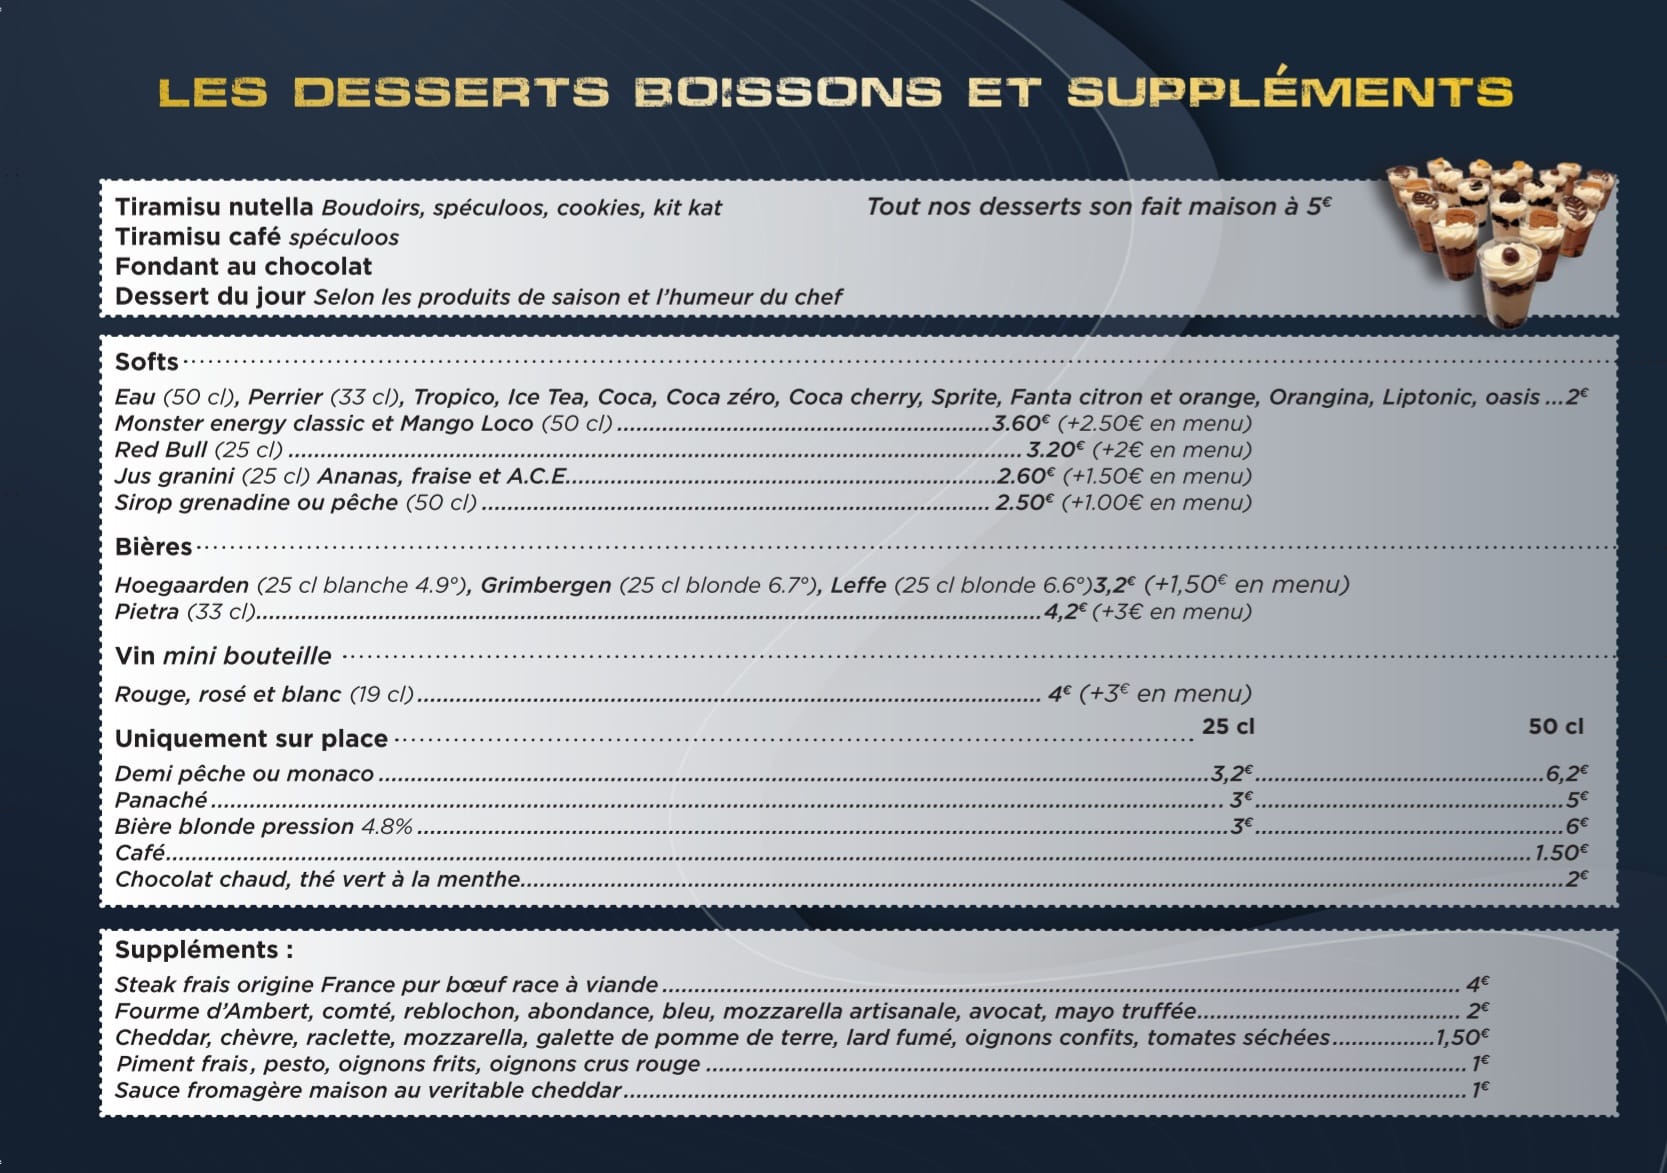 LES DESSERTS BOISSONS ET SUPPLÉMENTS
Tiramisu nutella Boudoirs, spéculoos, cookies, kit kat
Tout nos desserts son fait maison à 5€
Tiramisu café spéculoos
Fondant au chocolat
Dessert du jour Selon les produits de saison et l'humeur du chef
Softs
Eau (50 cl), Perrier (33 cl), Tropico, Ice Tea, Coca, Coca zéro, Coca cherry, Sprite, Fanta citron et orange, Orangina, Liptonic, oasis ...2€
Monster energy classic et Mango Loco (50 cl) ... 3.60€ (+2.50€ en menu)
Red Bull (25 cl) ... 3.20€ (+2€ en menu)
Jus granini (25 cl) Ananas, fraise et A.C.E... 2.60€ (+1.50€ en menu)
Sirop grenadine ou pêche (50 cl) ... 2.50€ (+1.00€ en menu)
Bières
Hoegaarden (25 cl blanche 4.9°), Grimbergen (25 cl blonde 6.7°), Leffe (25 cl blonde 6.6°)3,2€ (+1,50€ en menu)
Pietra (33 cl)... 4,2€ (+3€ en menu)
Vin mini bouteille
Rouge, rosé et blanc (19 cl) ... 4€ (+3€ en menu)
Uniquement sur place ... 25 cl 50 cl
Demi pêche ou monaco ... 3,2€ ... 6,2€
Panaché ... 3€ ... 5€
Bière blonde pression 4.8% ... 3€ ... 6€
Café... 1.50€
Chocolat chaud, thé vert à la menthe... 2€
Suppléments :
Steak frais origine France pur bœuf race à viande ... 4€
Fourme d'Ambert, comté, reblochon, abondance, bleu, mozzarella artisanale, avocat, mayo truffée... 2€
Cheddar, chèvre, raclette, mozzarella, galette de pomme de terre, lard fumé, oignons confits, tomates séchées... 1,50€
Piment frais, pesto, oignons frits, oignons crus rouge ... 1€
Sauce fromagère maison au veritable cheddar... 1€